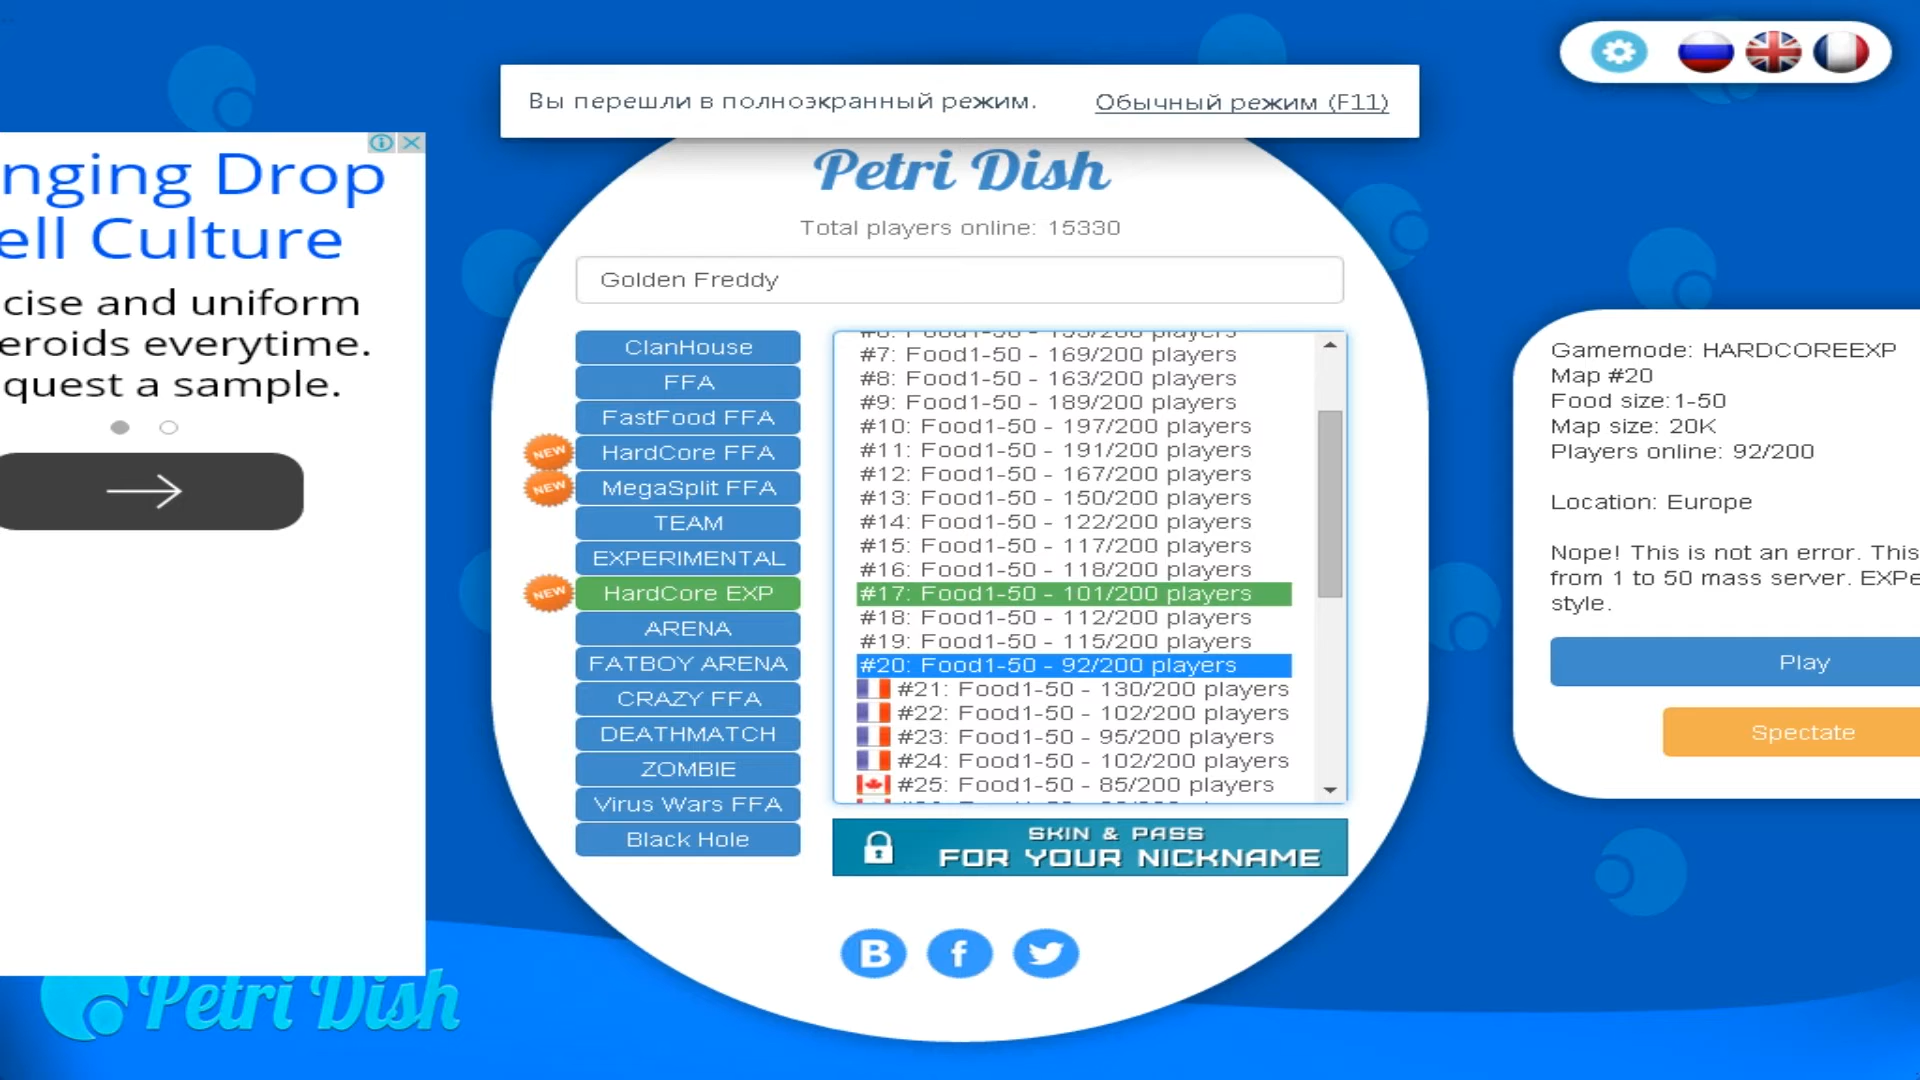 Вы перешли в полноэкранный режим. Обычный режим (F11)
nging Drop
ell Culture
cise and uniform
eroids everytime.
quest a sample.
Petri Dish
Total players online: 15330
Golden Freddy
ClanHouse
FFA
FastFood FFA
NEW HardCore FFA
NEW MegaSplit FFA
TEAM
EXPERIMENTAL
NEW HardCore EXP
ARENA
FATBOY ARENA
CRAZY FFA
DEATHMATCH
ZOMBIE
Virus Wars FFA
Black Hole
#7: Food1-50 - 169/200 players
#8: Food1-50 - 163/200 players
#9: Food1-50 - 189/200 players
#10: Food1-50 - 197/200 players
#11: Food1-50 - 191/200 players
#12: Food1-50 - 167/200 players
#13: Food1-50 - 150/200 players
#14: Food1-50 - 122/200 players
#15: Food1-50 - 117/200 players
#16: Food1-50 - 118/200 players
#17: Food1-50 - 101/200 players
#18: Food1-50 - 112/200 players
#19: Food1-50 - 115/200 players
#20: Food1-50 - 92/200 players
#21: Food1-50 - 130/200 players
#22: Food1-50 - 102/200 players
#23: Food1-50 - 95/200 players
#24: Food1-50 - 102/200 players
#25: Food1-50 - 85/200 players
SKIN & PASS
FOR YOUR NICKNAME
Gamemode: HARDCOREEXP
Map #20
Food size:1-50
Map size: 20K
Players online: 92/200
Location: Europe
Nope! This is not an error. This
from 1 to 50 mass server. EXPe
style.
Play
Spectate
Petri Dish